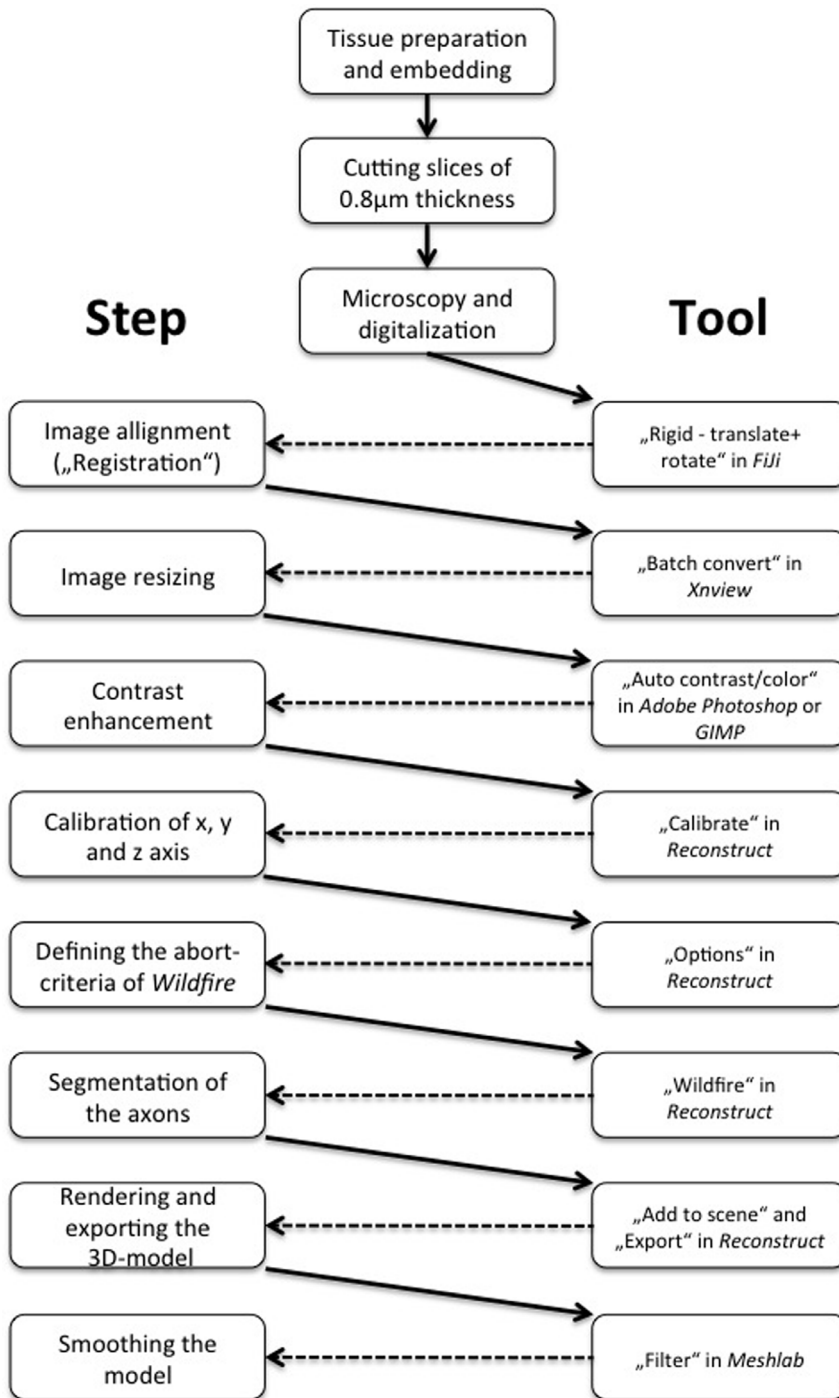 Tissue preparation
and embedding
Cutting slices of
0.8µm thickness
Microscopy and
digitalization
Step
Tool
Image allignment
(„Registration“)
„Rigid - translate+
rotate“ in FiJi
Image resizing
„Batch convert“ in
Xnview
Contrast
enhancement
„Auto contrast/color“
in Adobe Photoshop or
GIMP
Calibration of x, y
and z axis
„Calibrate“ in
Reconstruct
Defining the abort-
criteria of Wildfire
„Options“ in
Reconstruct
Segmentation of
the axons
„Wildfire“ in
Reconstruct
Rendering and
exporting the
3D-model
„Add to scene“ and
„Export“ in Reconstruct
Smoothing the
model
„Filter“ in Meshlab